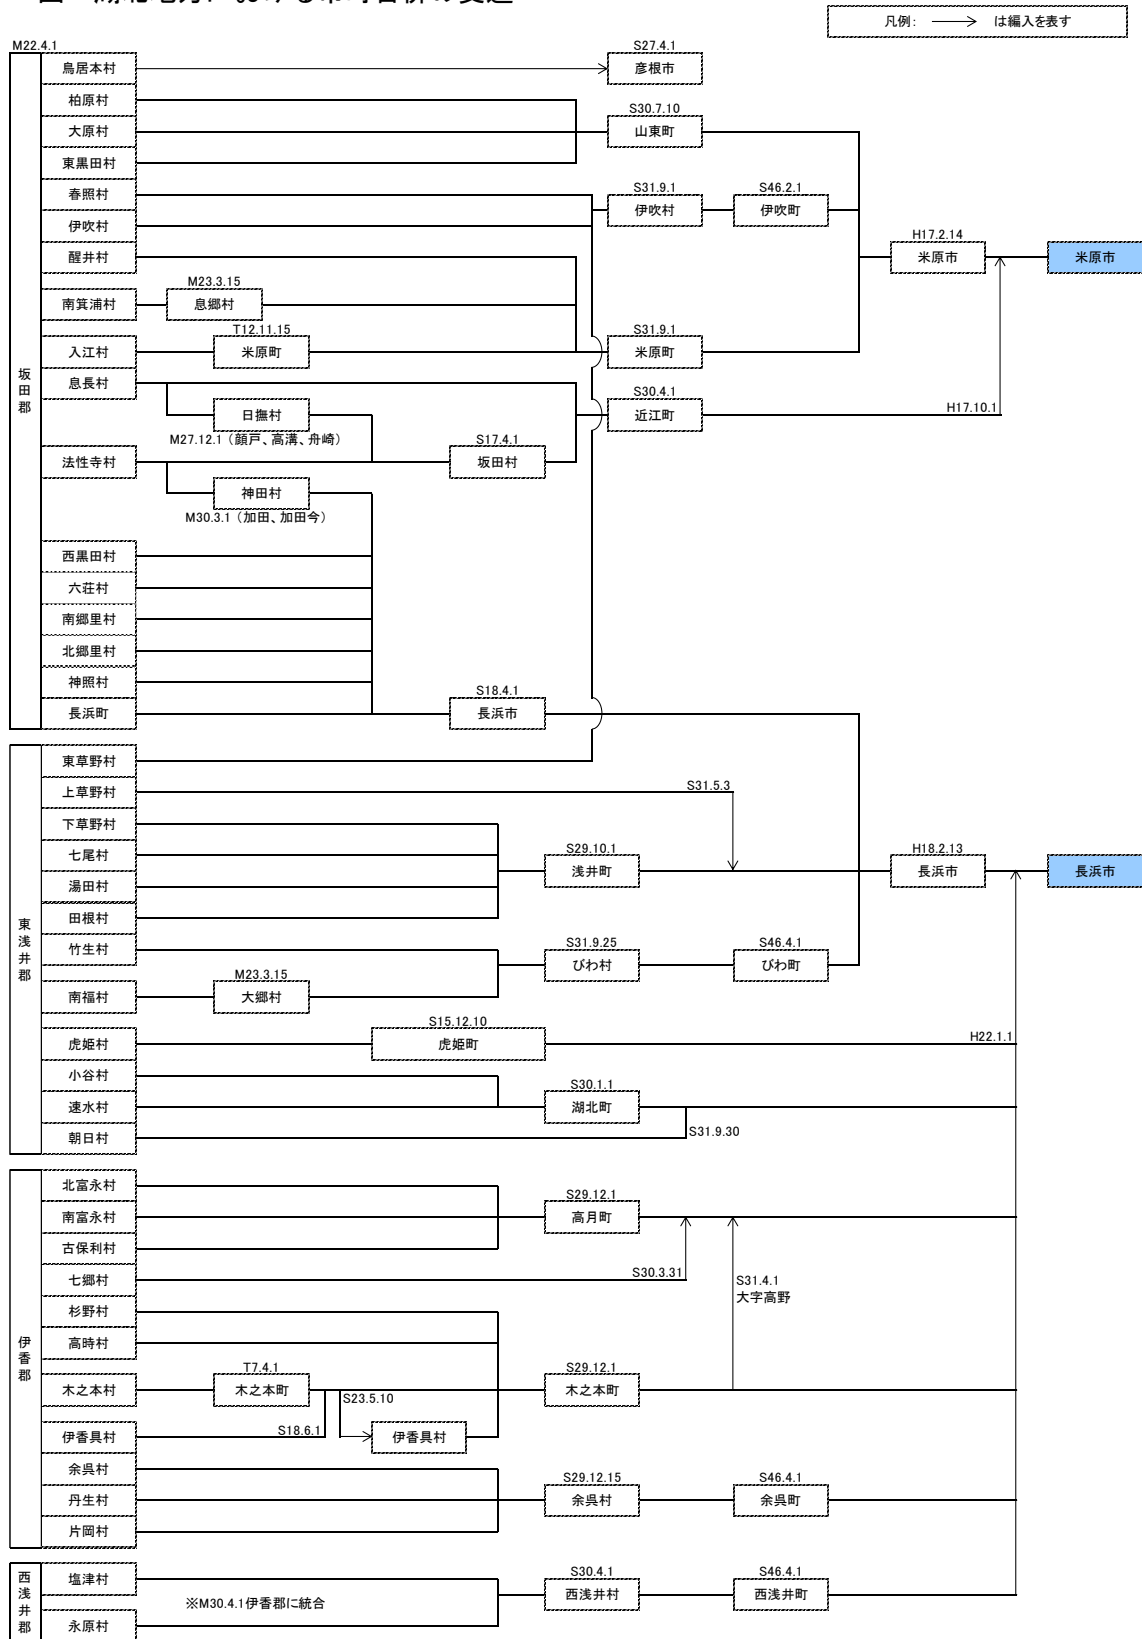 凡例: → は編入を表す
M22.4.1
S27.4.1
鳥居本村
彦根市
柏原村
S30.7.10
大原村
山東町
東黒田村
春照村
S31.9.1
S46.2.1
伊吹村
伊吹町
伊吹村
H17.2.14
醒井村
米原市
米原市
M23.3.15
南箕浦村
息郷村
T12.11.15
S31.9.1
入江村
米原町
米原町
坂田郡
息長村
S30.4.1
日撫村
近江町
H17.10.1
M27.12.1（顔戸、高溝、舟崎）
S17.4.1
法性寺村
坂田村
神田村
M30.3.1（加田、加田今）
西黒田村
六荘村
南郷里村
北郷里村
神照村
S18.4.1
長浜町
長浜市
東草野村
上草野村
S31.5.3
下草野村
七尾村
S29.10.1
H18.2.13
浅井町
長浜市
長浜市
湯田村
田根村
東浅井郡
竹生村
S31.9.25
S46.4.1
びわ村
びわ町
M23.3.15
南福村
大郷村
S15.12.10
虎姫村
虎姫町
H22.1.1
小谷村
S30.1.1
速水村
湖北町
朝日村
S31.9.30
北富永村
S29.12.1
南富永村
高月町
古保利村
七郷村
S30.3.31
S31.4.1
大字高野
杉野村
高時村
伊香郡
T7.4.1
S29.12.1
木之本村
木之本町
木之本町
S23.5.10
伊香具村
S18.6.1
伊香具村
余呉村
S29.12.15
S46.4.1
丹生村
余呉村
余呉町
片岡村
西浅井郡
塩津村
S30.4.1
S46.4.1
西浅井村
西浅井町
※M30.4.1伊香郡に統合
永原村